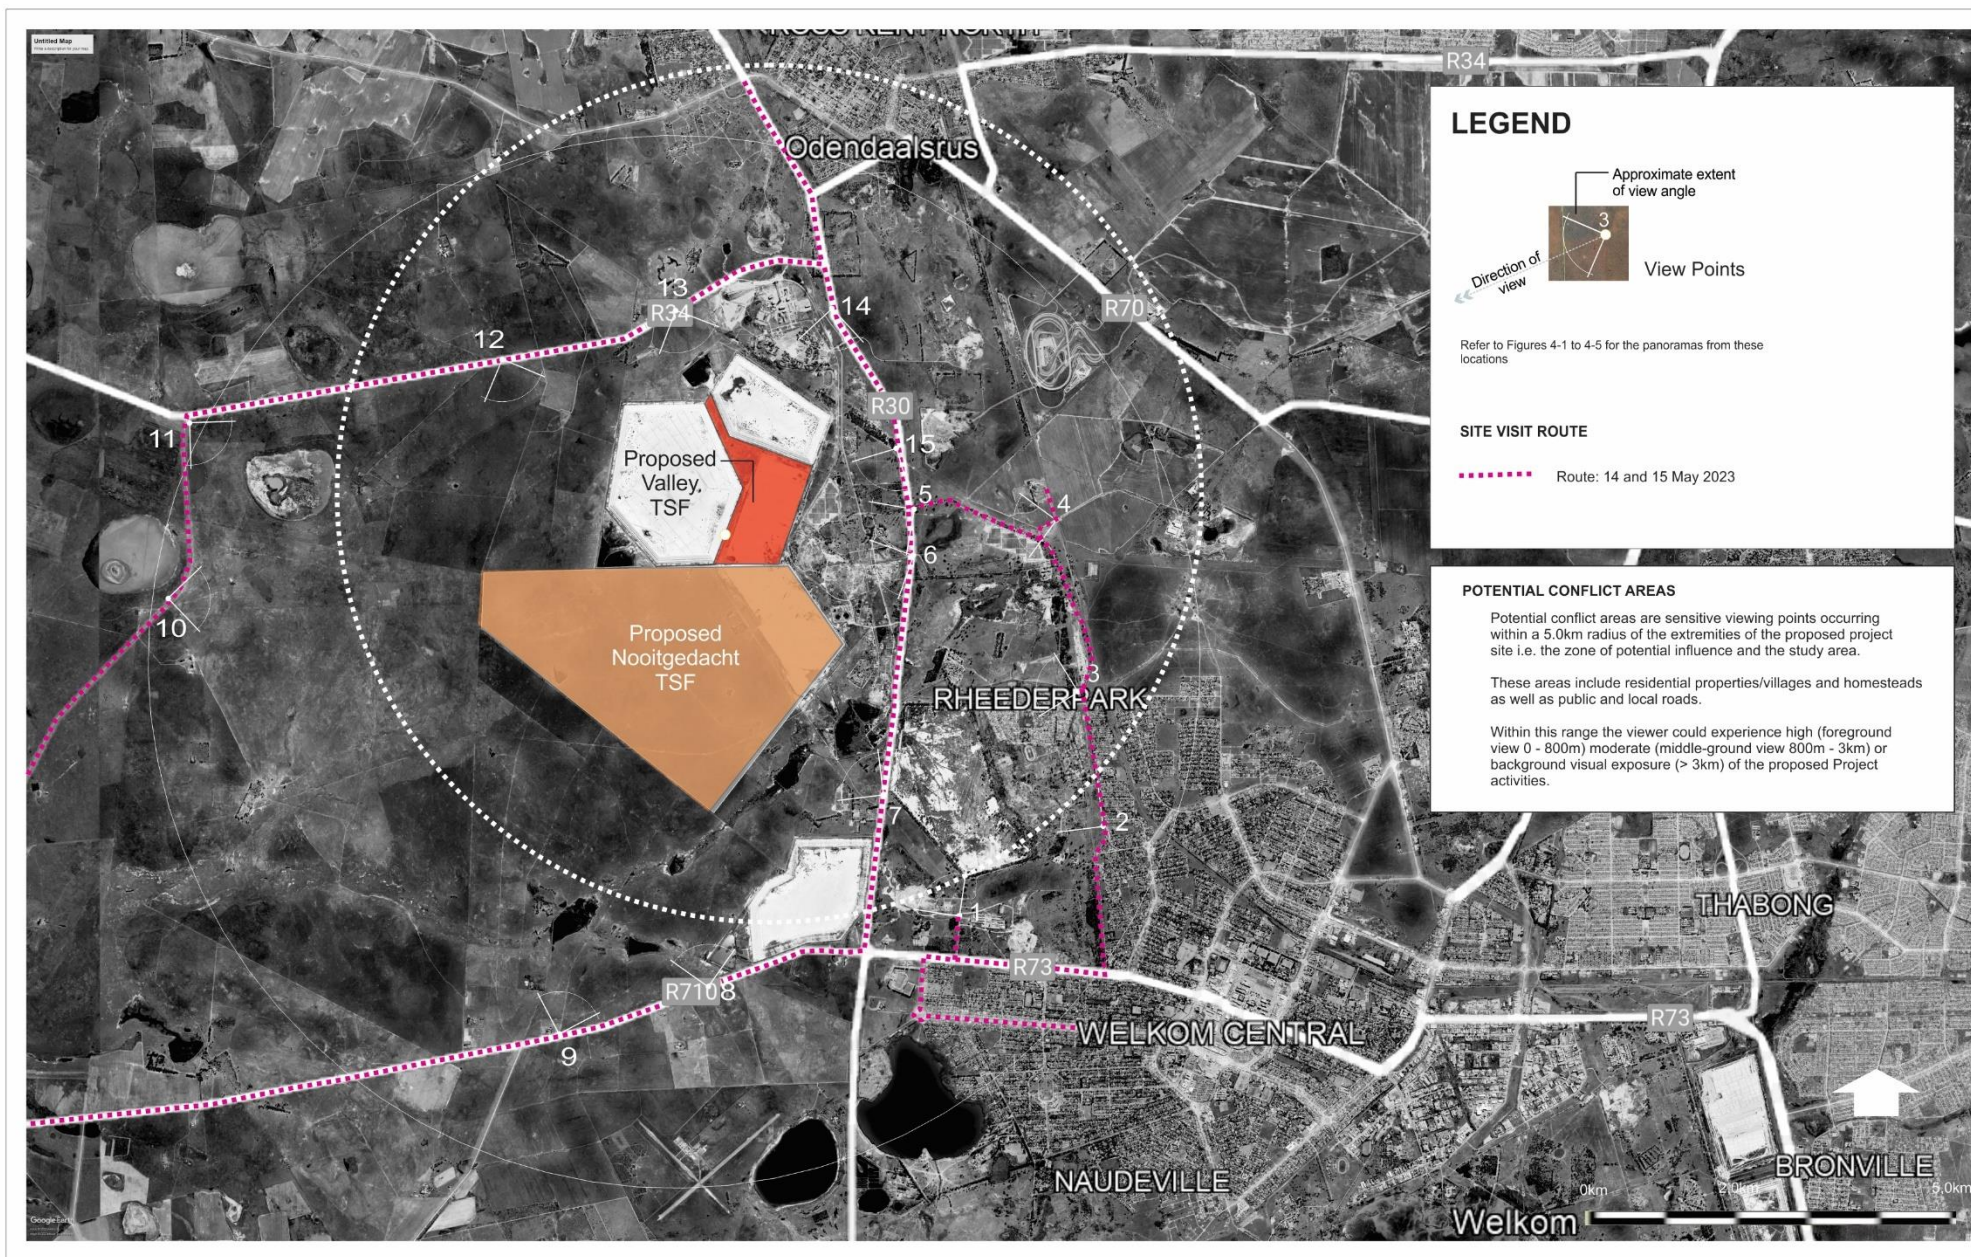 Untitled Map
ROSS KENT NORTH
R34
Odendaalsrus
LEGEND
Approximate extent
of view angle
3
Direction of
view
View Points
Refer to Figures 4-1 to 4-5 for the panoramas from these
locations
SITE VISIT ROUTE
Route: 14 and 15 May 2023
POTENTIAL CONFLICT AREAS
Potential conflict areas are sensitive viewing points occurring
within a 5.0km radius of the extremities of the proposed project
site i.e. the zone of potential influence and the study area.
These areas include residential properties/villages and homesteads
as well as public and local roads.
Within this range the viewer could experience high (foreground
view 0 - 800m) moderate (middle-ground view 800m - 3km) or
background visual exposure (> 3km) of the proposed Project
activities.
13
R34
14
R70
12
R30
11
15
Proposed
Valley,
TSF
5
4
6
10
Proposed
Nooitgedacht
TSF
3
RHEEDERPARK
7
2
THABONG
1
R73
R710
8
9
WELKOM CENTRAL
R73
NAUDEVILLE
BRONVILLE
0km
2.0km
5.0km
Welkom
Google Earth